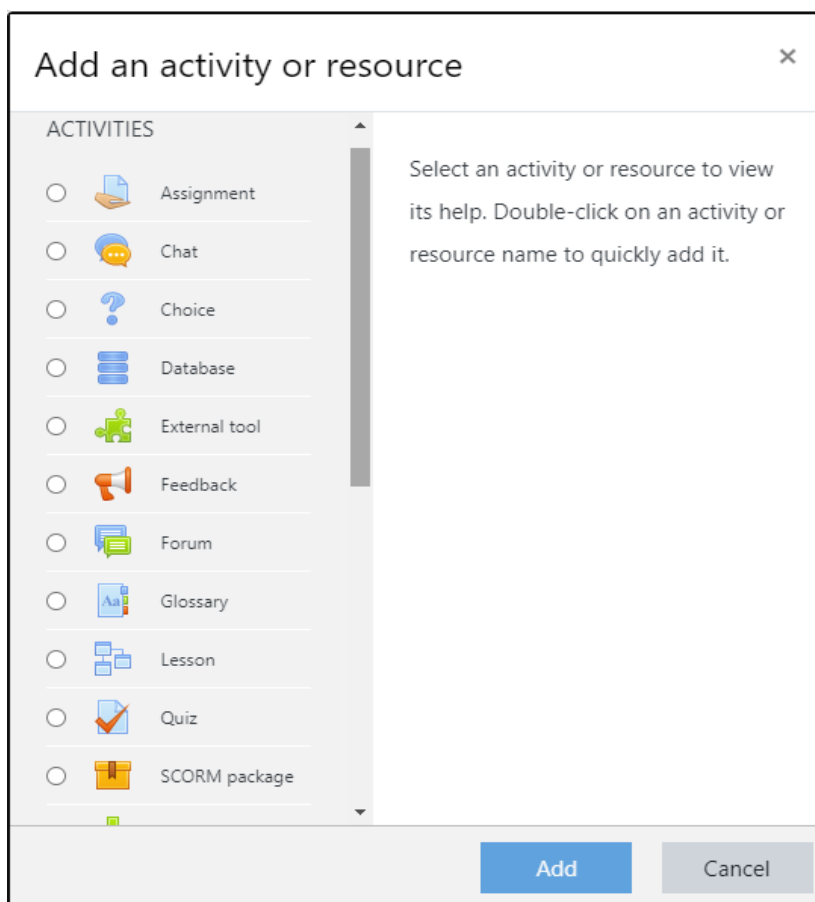 Add an activity or resource
×
ACTIVITIES
Assignment
Chat
Choice
Database
External tool
Feedback
Forum
Aa
Glossary
Lesson
Quiz
SCORM package
Select an activity or resource to view
its help. Double-click on an activity or
resource name to quickly add it.
Add
Cancel